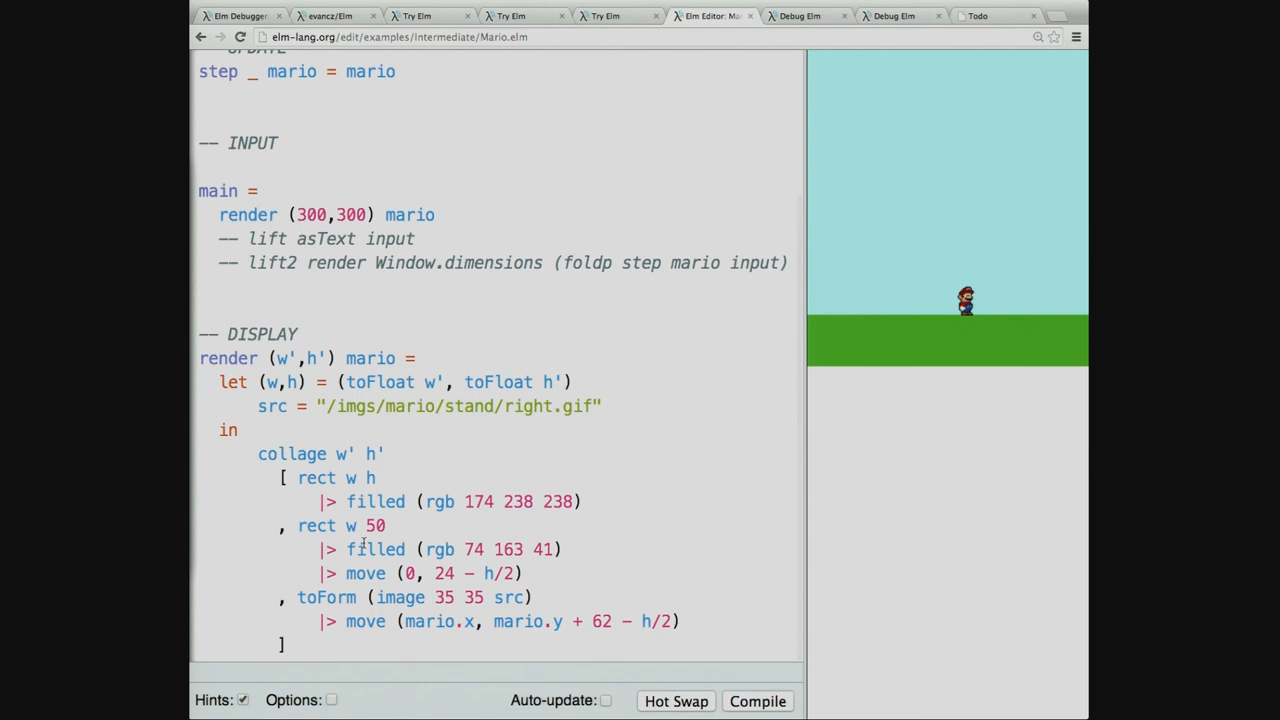 Elm Debugger
evancz/Elm
Try Elm
Try Elm
Try Elm
Elm Editor: Ma
Debug Elm
Debug Elm
Todo
elm-lang.org/edit/examples/Intermediate/Mario.elm
-- UPDATE
step _ mario = mario
-- INPUT
main =
render (300,300) mario
-- lift asText input
-- lift2 render Window.dimensions (foldp step mario input)
-- DISPLAY
render (w',h') mario =
let (w,h) = (toFloat w', toFloat h')
src = "/imgs/mario/stand/right.gif"
in
collage w' h'
[ rect w h
|> filled (rgb 174 238 238)
, rect w 50
|> filled (rgb 74 163 41)
|> move (0, 24 - h/2)
, toForm (image 35 35 src)
|> move (mario.x, mario.y + 62 - h/2)
]
Hints:
Options:
Auto-update:
Hot Swap
Compile